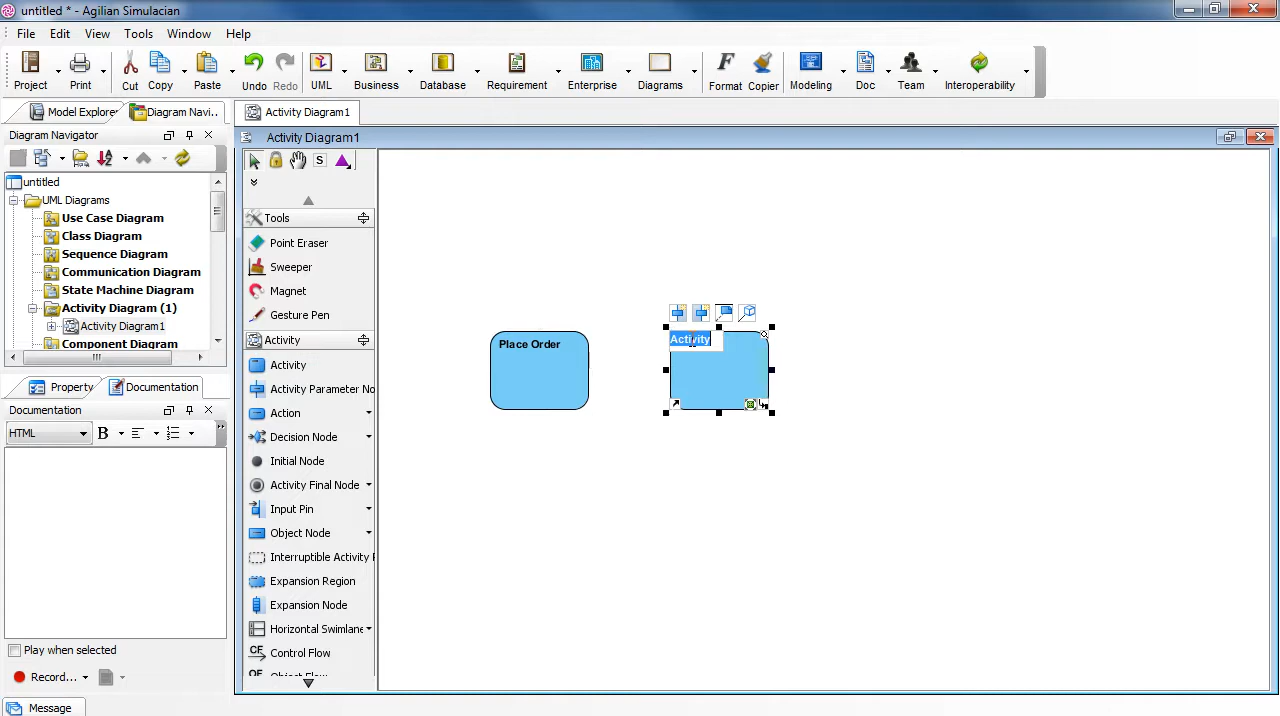 untitled * - Agilian Simulacian
File Edit View Tools Window Help
Project Print Cut Copy Paste Undo Redo UML Business Database Requirement Enterprise Diagrams Format Copier Modeling Doc Team Interoperability
Model Explorer Diagram Navi... Activity Diagram1
Diagram Navigator
Activity Diagram1
untitled
UML Diagrams
Use Case Diagram
Class Diagram
Sequence Diagram
Communication Diagram
State Machine Diagram
Activity Diagram (1)
Activity Diagram1
Component Diagram
Property Documentation
Documentation
HTML B
Play when selected
Record...
Message
S
Tools
Point Eraser
Sweeper
Magnet
Gesture Pen
Activity
Activity
Activity Parameter No
Action
Decision Node
Initial Node
Activity Final Node
Input Pin
Object Node
Interruptible Activity R
Expansion Region
Expansion Node
Horizontal Swimlane
CF Control Flow
OF Object Flow
Place Order
Activity